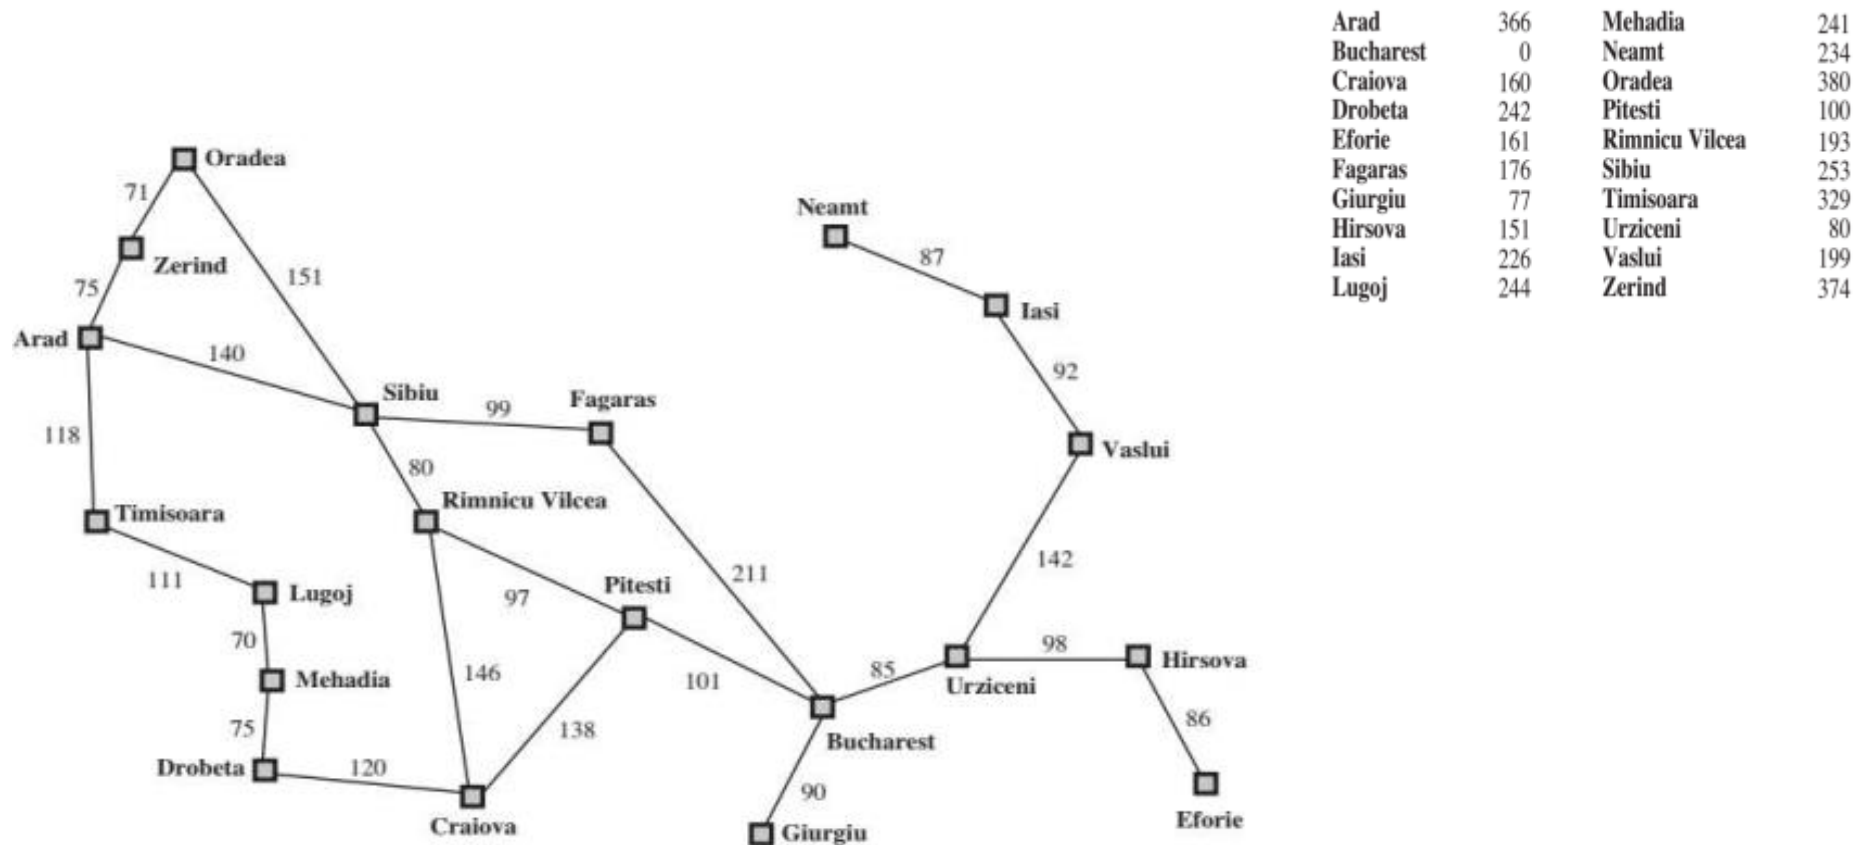 Arad 366 Mehadia 241
Bucharest 0 Neamt 234
Craiova 160 Oradea 380
Drobeta 242 Pitesti 100
Eforie 161 Rimnicu Vilcea 193
Fagaras 176 Sibiu 253
Giurgiu 77 Timisoara 329
Hirsova 151 Urziceni 80
Iasi 226 Vaslui 199
Lugoj 244 Zerind 374
Oradea
71
Neamt
Zerind
87
151
75
Iasi
Arad
140
92
Sibiu
Fagaras
99
118
Vaslui
80
Rimnicu Vilcea
Timisoara
142
211
111
Pitesti
Lugoj
97
70
98
Hirsova
146
85
Mehadia
101
Urziceni
86
75
138
Bucharest
Drobeta
120
90
Eforie
Craiova
Giurgiu